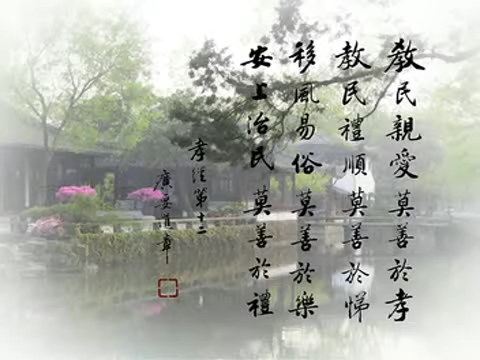 教民親愛莫善於孝
教民禮順莫善於悌
移風易俗莫善於樂
安上治民 莫善於禮
孝經第十二
廣要道章